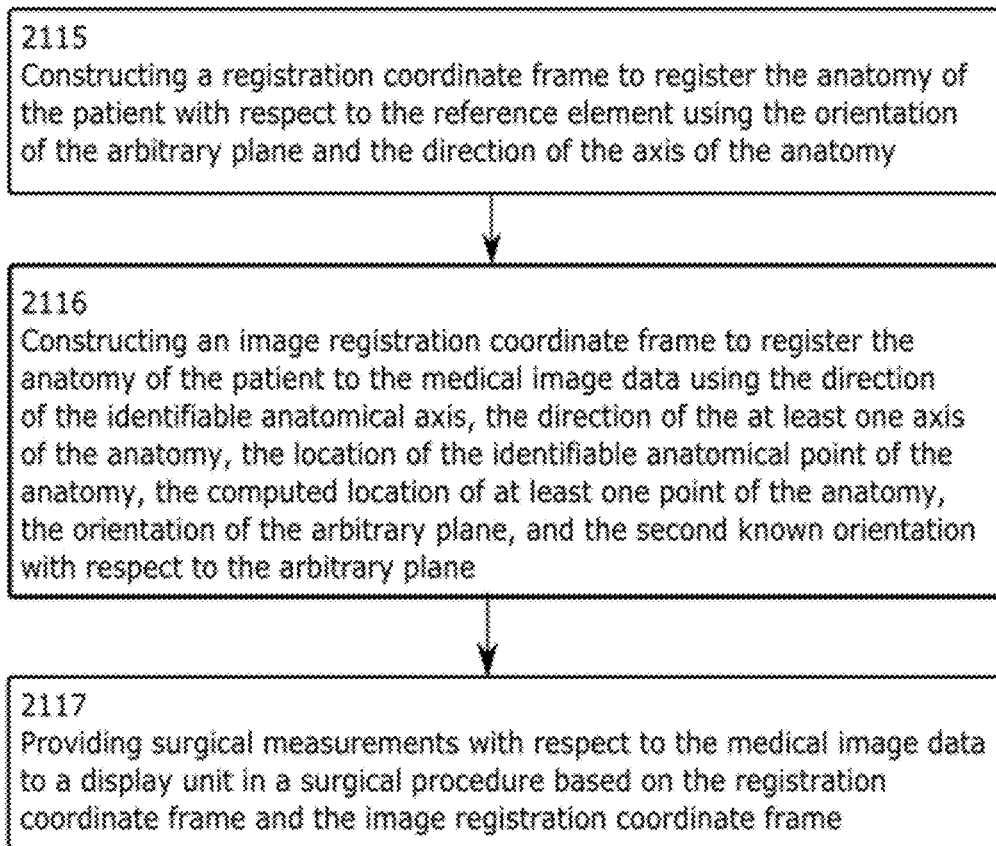 2115
Constructing a registration coordinate frame to register the anatomy of
the patient with respect to the reference element using the orientation
of the arbitrary plane and the direction of the axis of the anatomy
2116
Constructing an image registration coordinate frame to register the
anatomy of the patient to the medical image data using the direction
of the identifiable anatomical axis, the direction of the at least one axis
of the anatomy, the location of the identifiable anatomical point of the
anatomy, the computed location of at least one point of the anatomy,
the orientation of the arbitrary plane, and the second known orientation
with respect to the arbitrary plane
2117
Providing surgical measurements with respect to the medical image data
to a display unit in a surgical procedure based on the registration
coordinate frame and the image registration coordinate frame